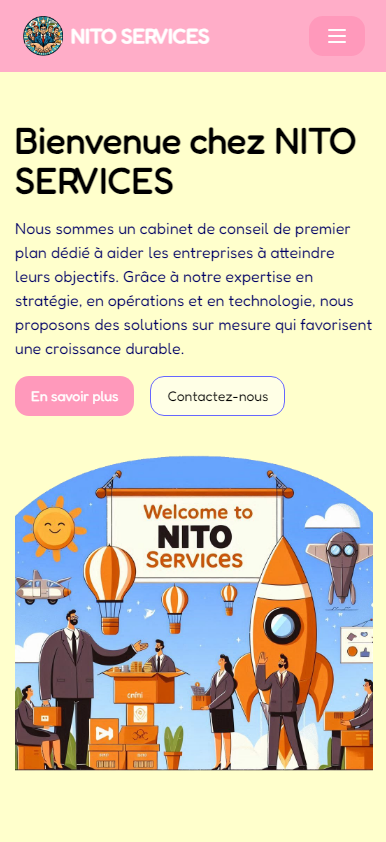 NITO SERVICES
Bienvenue chez NITO
SERVICES
Nous sommes un cabinet de conseil de premier
plan dédié à aider les entreprises à atteindre
leurs objectifs. Grâce à notre expertise en
stratégie, en opérations et en technologie, nous
proposons des solutions sur mesure qui favorisent
une croissance durable.
En savoir plus
Contactez-nous
Welcome to
NITO
SERVICES